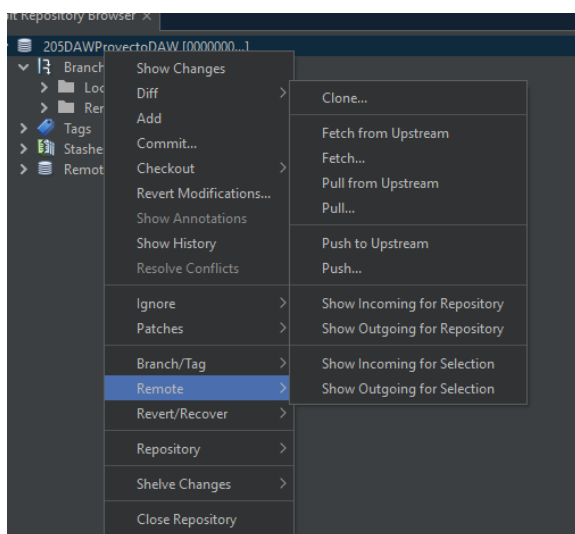 it Repository Browser ×
205DAWProyectoDAW [0000000...]
Branch
Loc
Rer
Tags
Stashe
Remot
Show Changes
Diff
Add
Commit...
Checkout
Revert Modifications...
Show Annotations
Show History
Resolve Conflicts
Ignore
Patches
Branch/Tag
Remote
Revert/Recover
Repository
Shelve Changes
Close Repository
Clone...
Fetch from Upstream
Fetch...
Pull from Upstream
Pull...
Push to Upstream
Push...
Show Incoming for Repository
Show Outgoing for Repository
Show Incoming for Selection
Show Outgoing for Selection